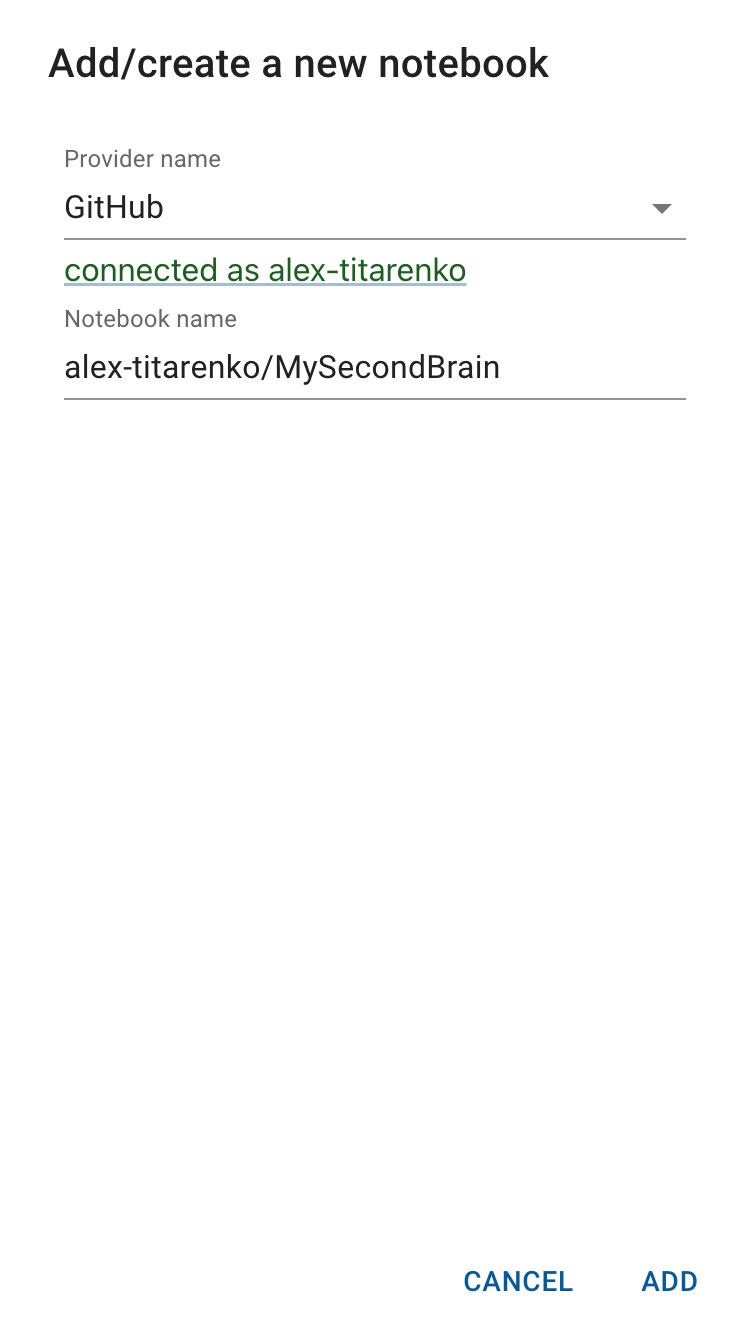 Add/create a new notebook
Provider name
GitHub
connected as alex-titarenko
Notebook name
alex-titarenko/MySecondBrain
CANCEL ADD